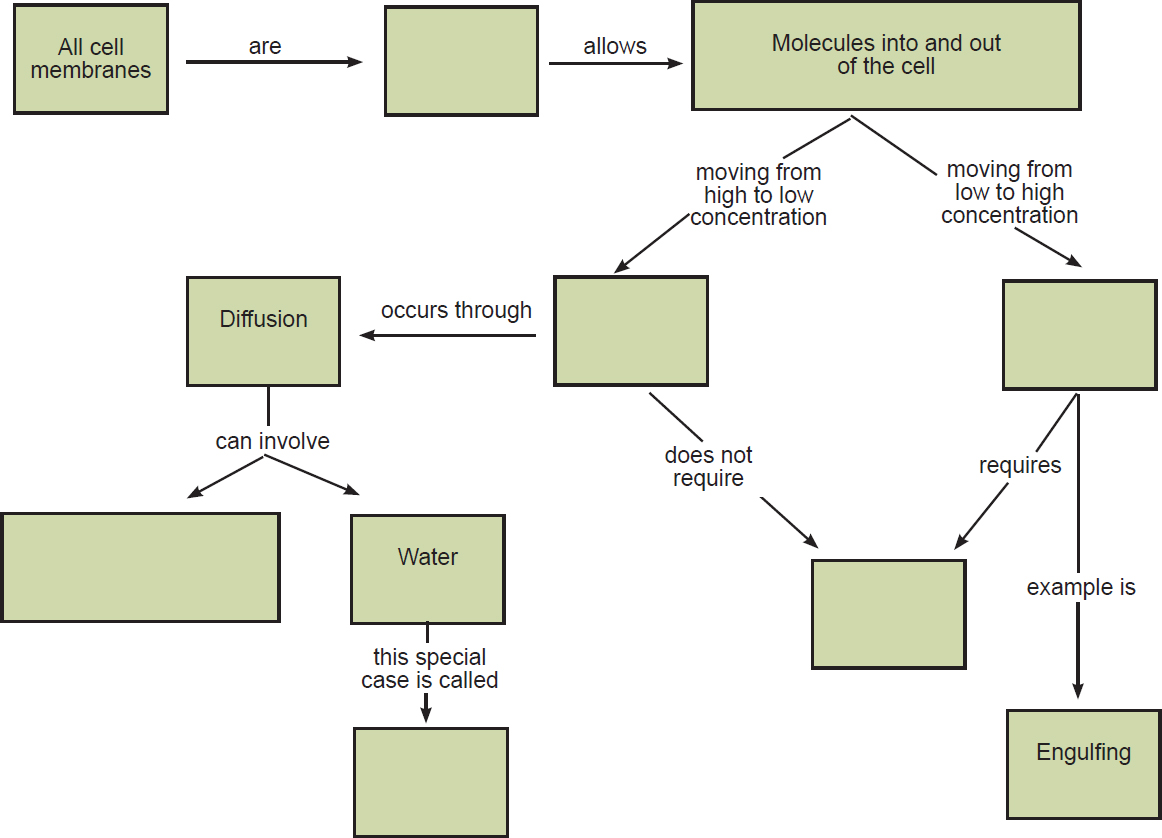 All cell
membranes
are
allows
Molecules into and out
of the cell
moving from
high to low
concentration
moving from
low to high
concentration
Diffusion
occurs through
can involve
does not
require
requires
Water
example is
this special
case is called
Engulfing